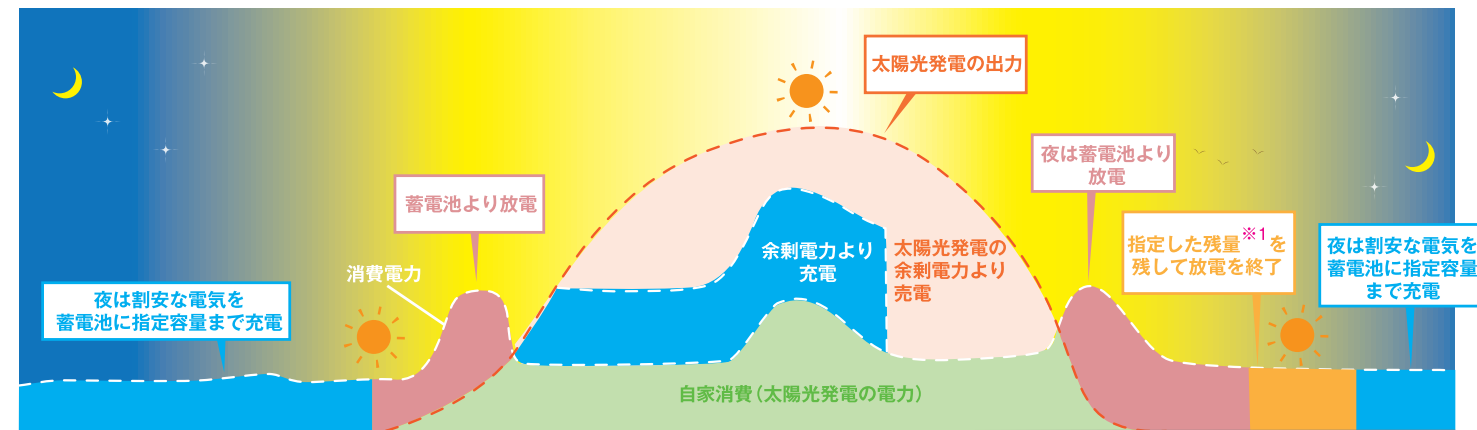 夜は割安な電気を
蓄電池に指定容量まで充電
消費電力
蓄電池より放電
太陽光発電の出力
余剰電力より
充電
太陽光発電の
余剰電力より
売電
自家消費(太陽光発電の電力)
夜は蓄電池より
放電
指定した残量※1を
残して放電を終了
夜は割安な電気を
蓄電池に指定容量
まで充電